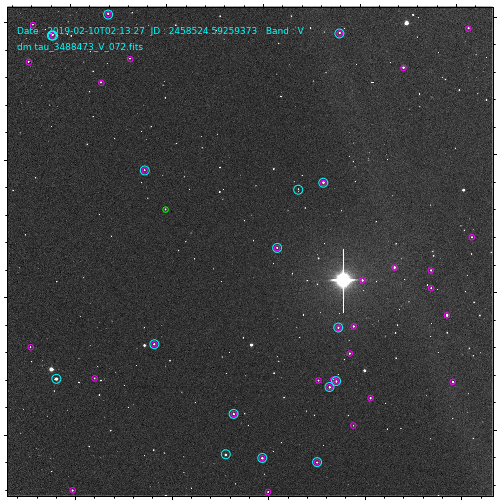 Date : 2019-02-10T02:13:27 JD : 2458524.59259373 Band : V
dm tau_3488473_V_072.fits